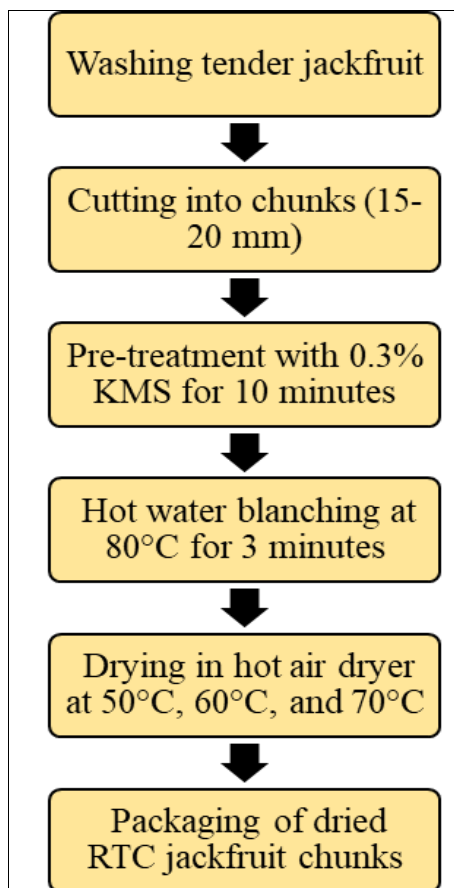 Washing tender jackfruit
Cutting into chunks (15-
20 mm)
Pre-treatment with 0.3%
KMS for 10 minutes
Hot water blanching at
80°C for 3 minutes
Drying in hot air dryer
at 50°C, 60°C, and 70°C
Packaging of dried
RTC jackfruit chunks